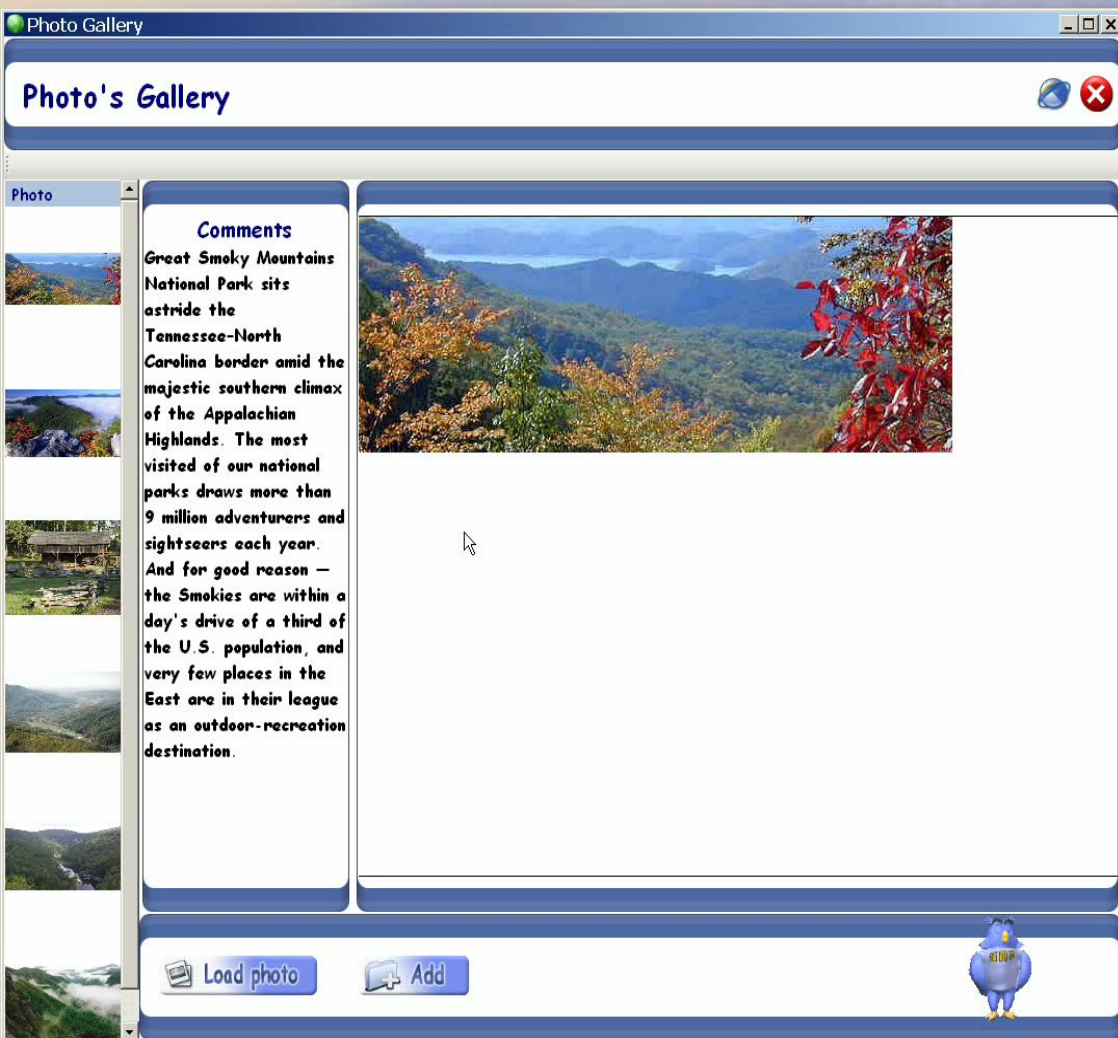 Photo Gallery
Photo's Gallery
Photo
Comments
Great Smoky Mountains
National Park sits
astride the
Tennessee-North
Carolina border amid the
majestic southern climax
of the Appalachian
Highlands. The most
visited of our national
parks draws more than
9 million adventurers and
sightseers each year.
And for good reason —
the Smokies are within a
day's drive of a third of
the U.S. population, and
very few places in the
East are in their league
as an outdoor-recreation
destination.
Load photo
Add